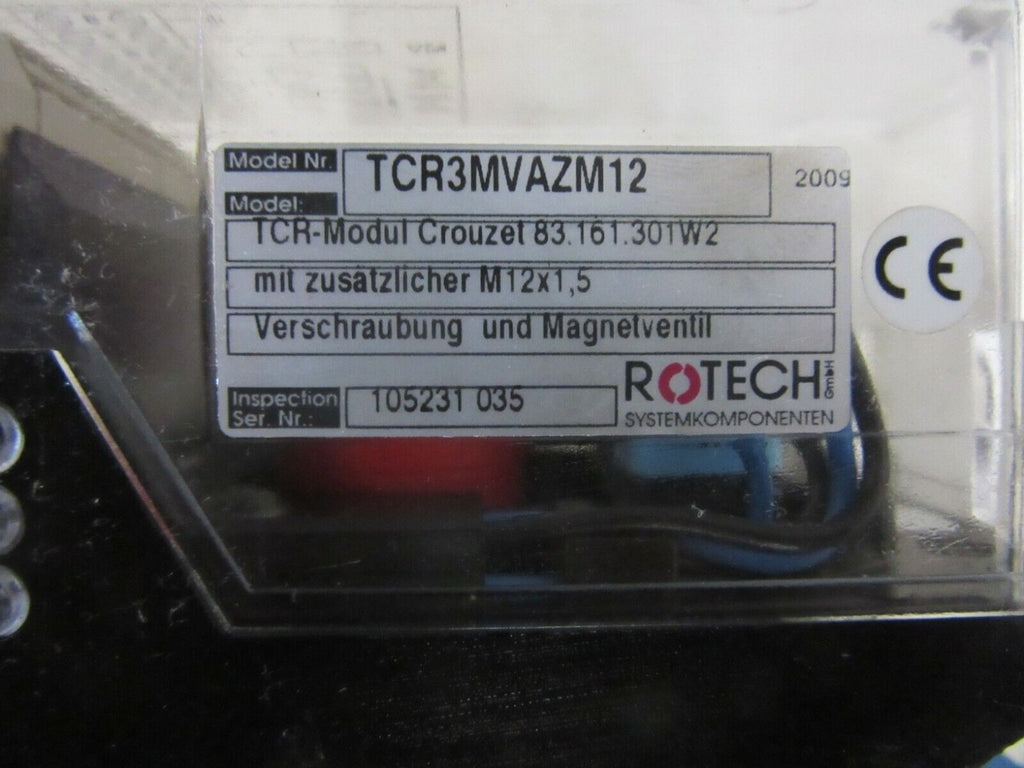 Model Nr.
TCR3MVAZM12
2009
Model:
TCR-Modul Crouzet 83.161.301W2
mit zusätzlicher M12x1,5
Verschraubung und Magnetventil
Inspection
Ser. Nr.:
105231 035
ROTECH GmbH
SYSTEMKOMPONENTEN
CE